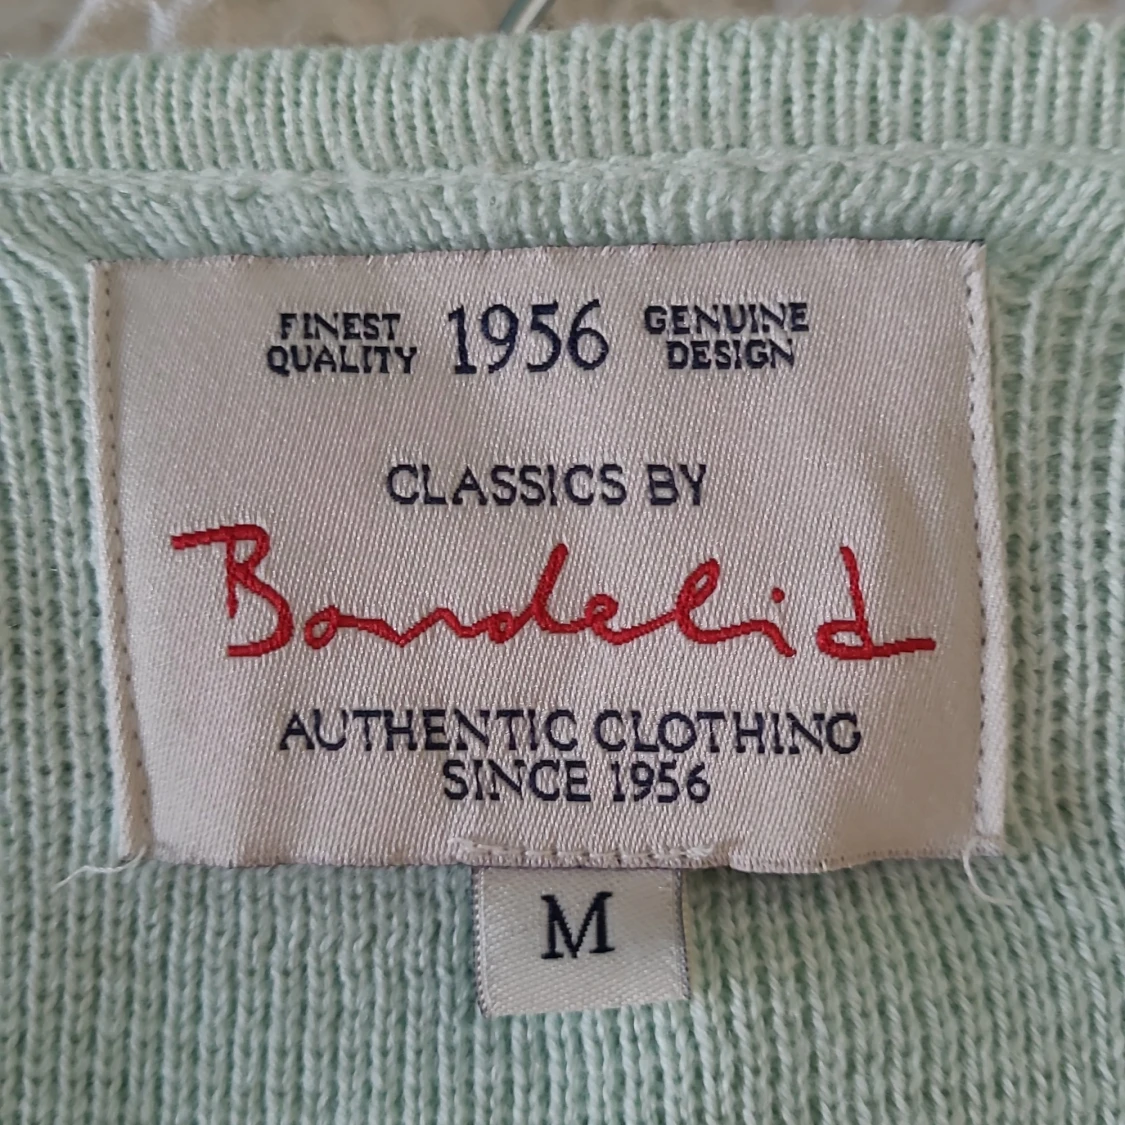 FINEST QUALITY
1956
GENUINE DESIGN
CLASSICS BY
Bondelid
AUTHENTIC CLOTHING
SINCE 1956
M